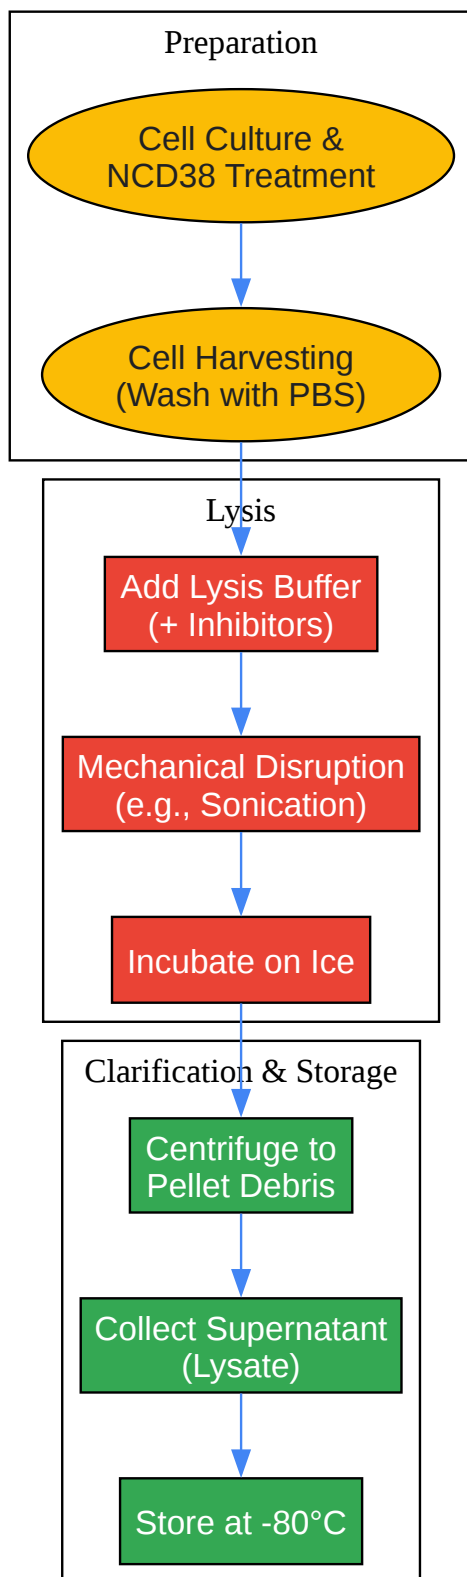 Preparation
Cell Culture &
NCD38 Treatment
Cell Harvesting
(Wash with PBS)
Lysis
Add Lysis Buffer
(+ Inhibitors)
Mechanical Disruption
(e.g., Sonication)
Incubate on Ice
Clarification & Storage
Centrifuge to
Pellet Debris
Collect Supernatant
(Lysate)
Store at -80°C